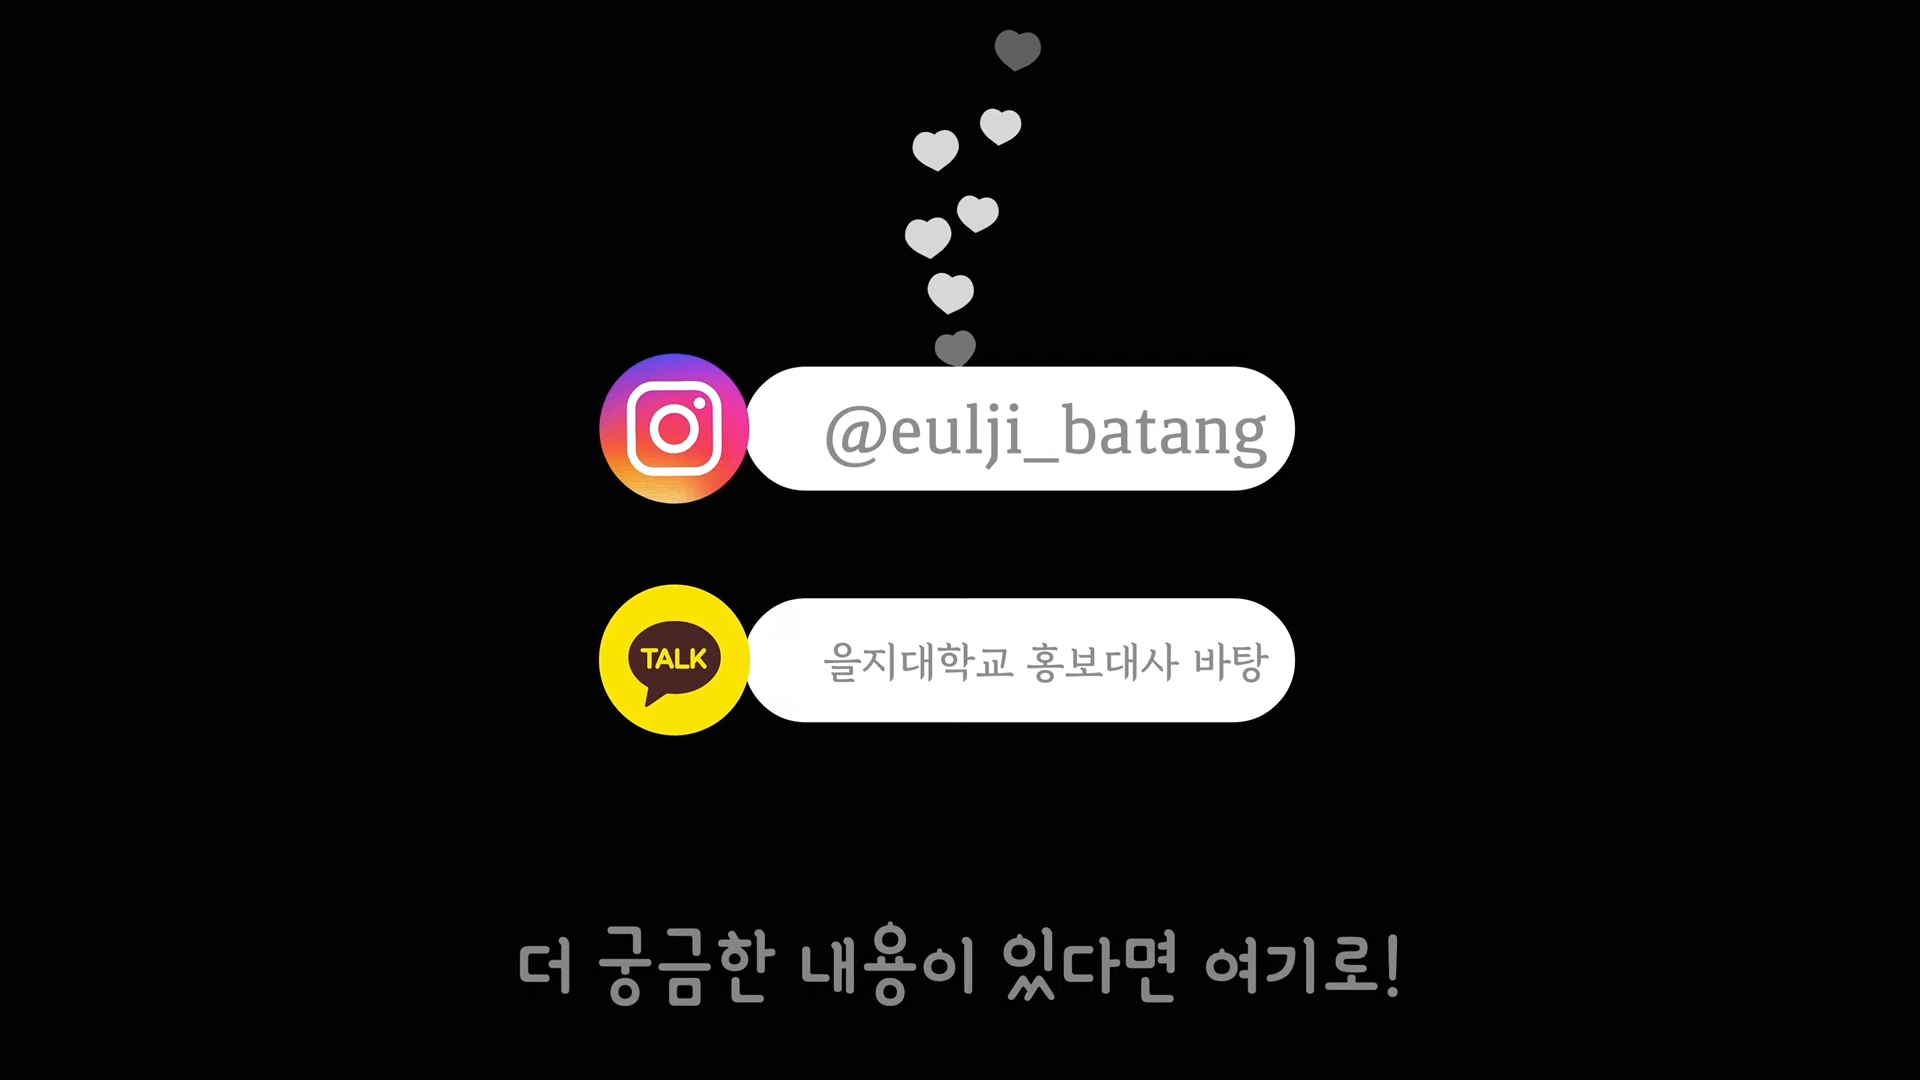 @eulji_batang
TALK
을지대학교 홍보대사 바탕
더 궁금한 내용이 있다면 여기로!